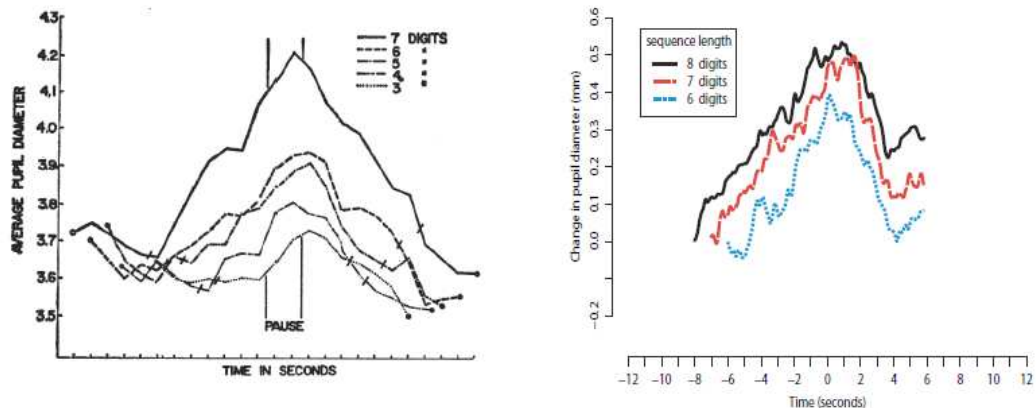 4.3
4.2
4.1
4.0
3.9
3.8
3.7
3.6
3.5
AVERAGE PUPIL DIAMETER
7 DIGITS
6 "
5 "
4 "
3 "
PAUSE
TIME IN SECONDS
0.6
0.5
0.4
0.3
0.2
0.1
0.0
−0.2
Change in pupil diameter (mm)
sequence length
8 digits
7 digits
6 digits
−12 −10 −8 −6 −4 −2 0 2 4 6 8 10 12
Time (seconds)